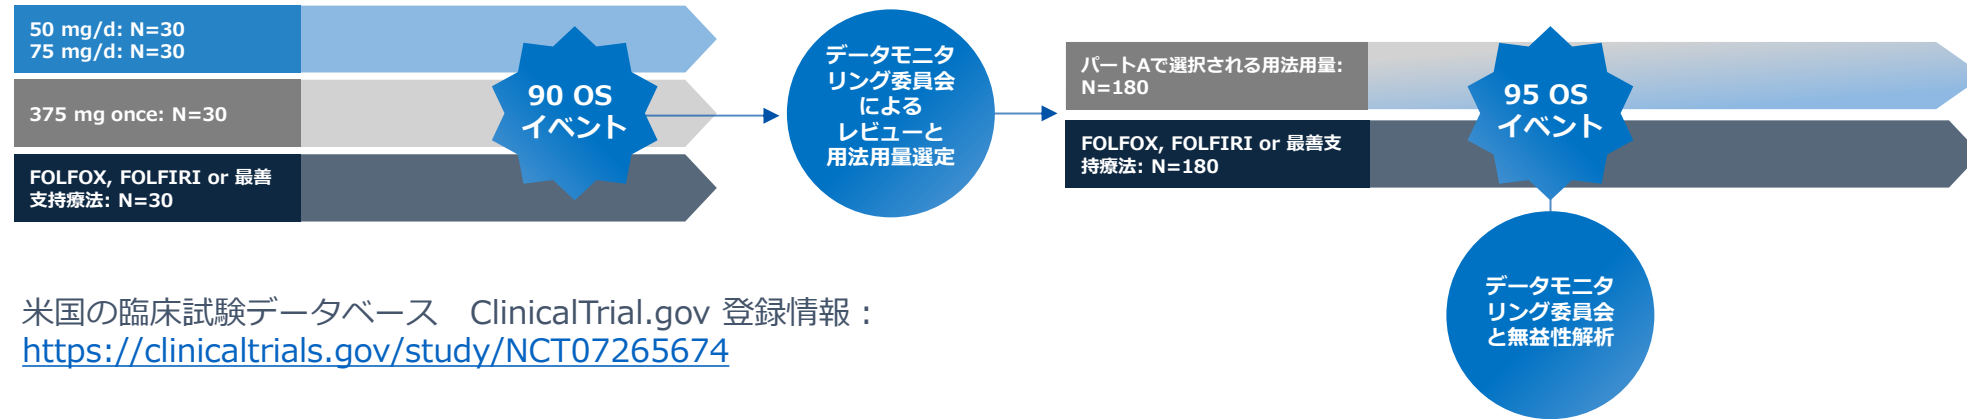 50 mg/d: N=30
75 mg/d: N=30
375 mg once: N=30
FOLFOX, FOLFIRI or 最善
支持療法: N=30
90 OS
イベント
データモニタ
リング委員会
による
レビューと
用法用量選定
パートAで選択される用法用量:
N=180
FOLFOX, FOLFIRI or 最善支
持療法: N=180
95 OS
イベント
データモニタ
リング委員会
と無益性解析
米国の臨床試験データベース　ClinicalTrial.gov 登録情報：
https://clinicaltrials.gov/study/NCT07265674